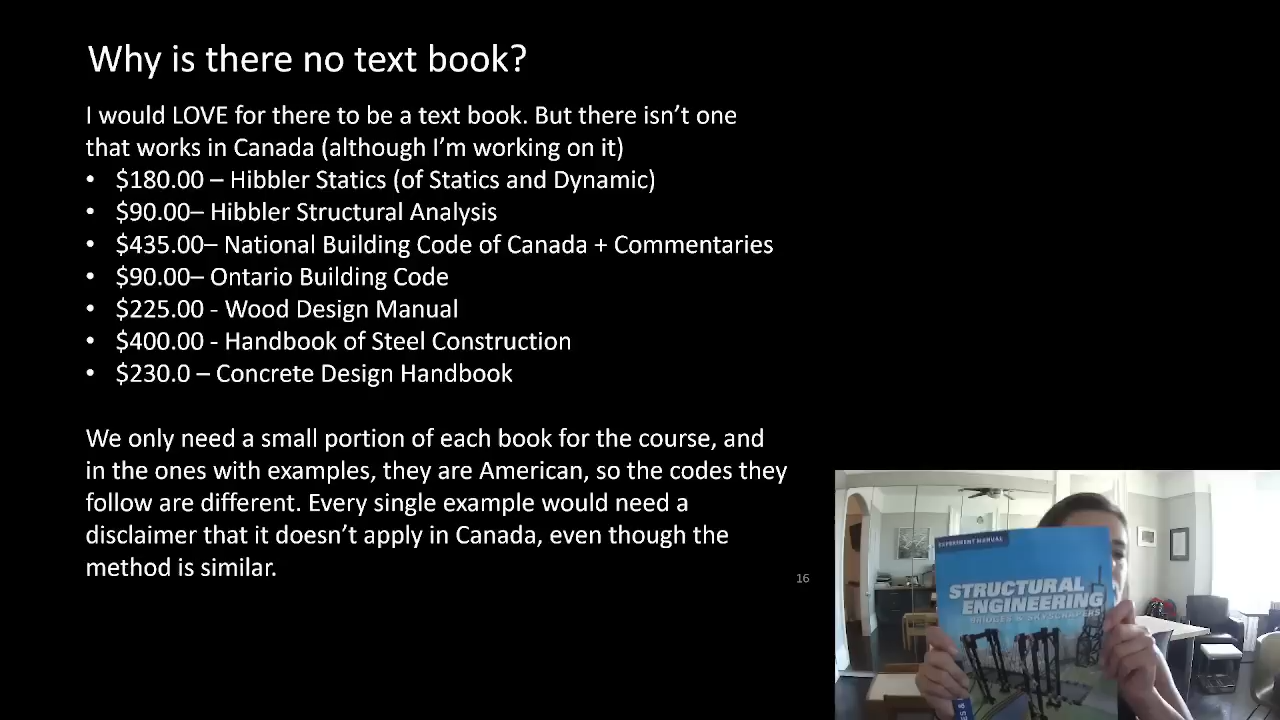 Why is there no text book?
I would LOVE for there to be a text book. But there isn't one
that works in Canada (although I'm working on it)
• $180.00 – Hibbler Statics (of Statics and Dynamic)
• $90.00– Hibbler Structural Analysis
• $435.00– National Building Code of Canada + Commentaries
• $90.00– Ontario Building Code
• $225.00 - Wood Design Manual
• $400.00 - Handbook of Steel Construction
• $230.0 – Concrete Design Handbook
We only need a small portion of each book for the course, and
in the ones with examples, they are American, so the codes they
follow are different. Every single example would need a
disclaimer that it doesn't apply in Canada, even though the
method is similar.
16
EXPERIMENT MANUAL
STRUCTURAL
ENGINEERING
BRIDGES & SKYSCRAPERS